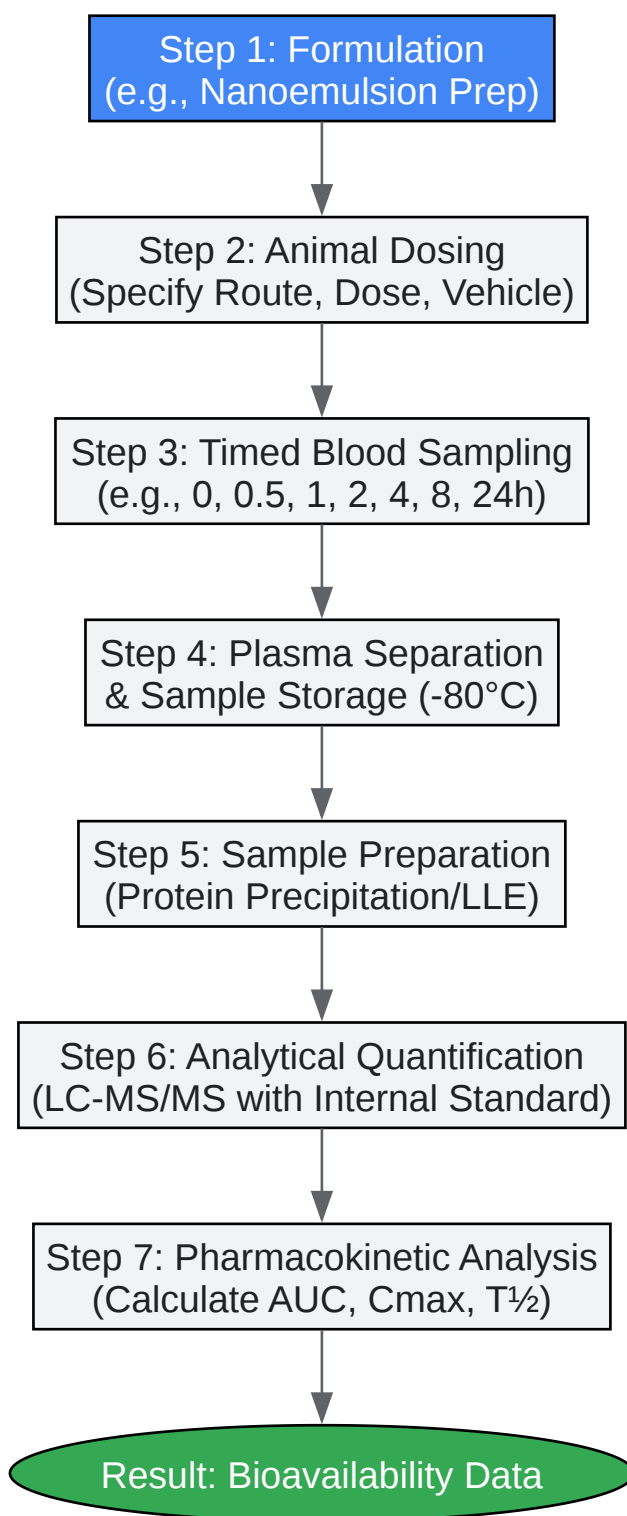 Step 1: Formulation
(e.g., Nanoemulsion Prep)
Step 2: Animal Dosing
(Specify Route, Dose, Vehicle)
Step 3: Timed Blood Sampling
(e.g., 0, 0.5, 1, 2, 4, 8, 24h)
Step 4: Plasma Separation
& Sample Storage (-80°C)
Step 5: Sample Preparation
(Protein Precipitation/LLE)
Step 6: Analytical Quantification
(LC-MS/MS with Internal Standard)
Step 7: Pharmacokinetic Analysis
(Calculate AUC, Cmax, T½)
Result: Bioavailability Data